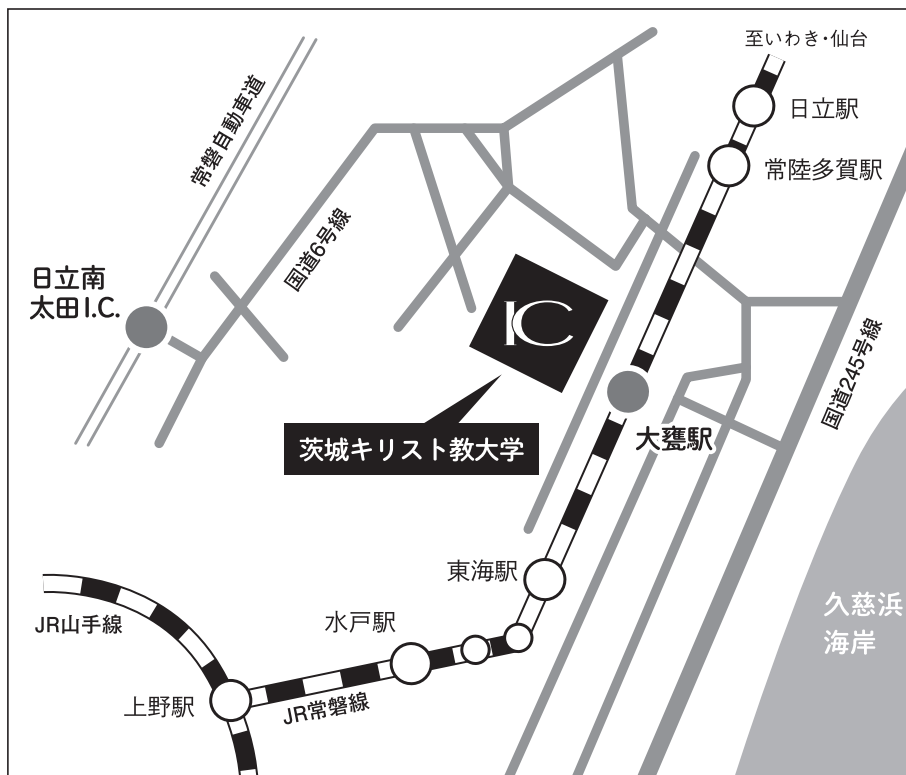 至いわき・仙台
日立駅
常陸多賀駅
常磐自動車道
国道6号線
日立南
太田I.C.
IC
国道245号線
大甕駅
茨城キリスト教大学
東海駅
久慈浜
海岸
水戸駅
JR山手線
上野駅
JR常磐線